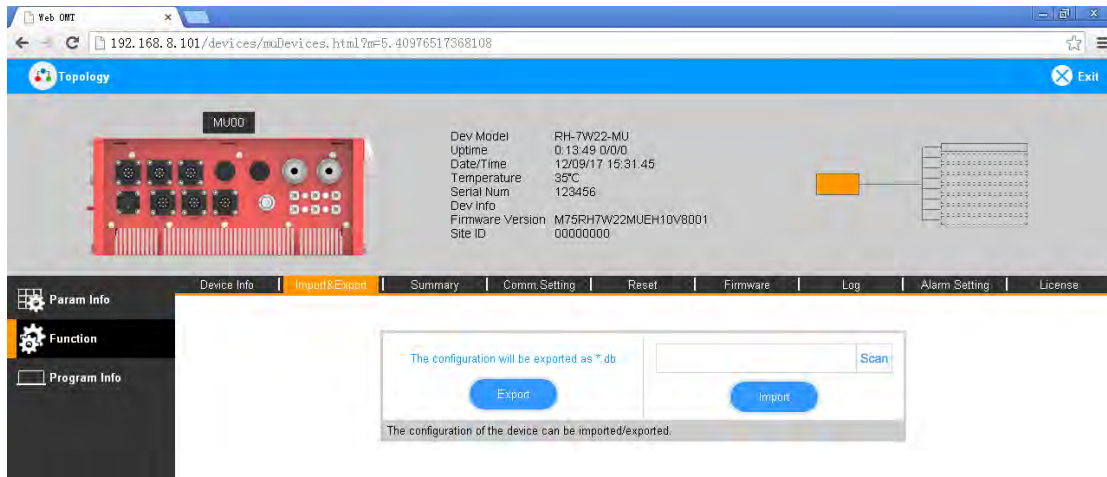 Web OMT
192.168.8.101/devices/muDevices.html?m=5.40976517368108
Topology
Exit
MU00
Dev Model RH-7W22-MU
Uptime 0:13:49 0/0/0
Date/Time 12/09/17 15:31:45
Temperature 35℃
Serial Num 123456
Dev Info
Firmware Version M75RH7W22MUEH10V8001
Site ID 00000000
Param Info
Function
Program Info
Device Info Import&Export Summary Comm.Setting Reset Firmware Log Alarm Setting License
The configuration will be exported as *.db
Scan
Export
Import
The configuration of the device can be imported/exported.